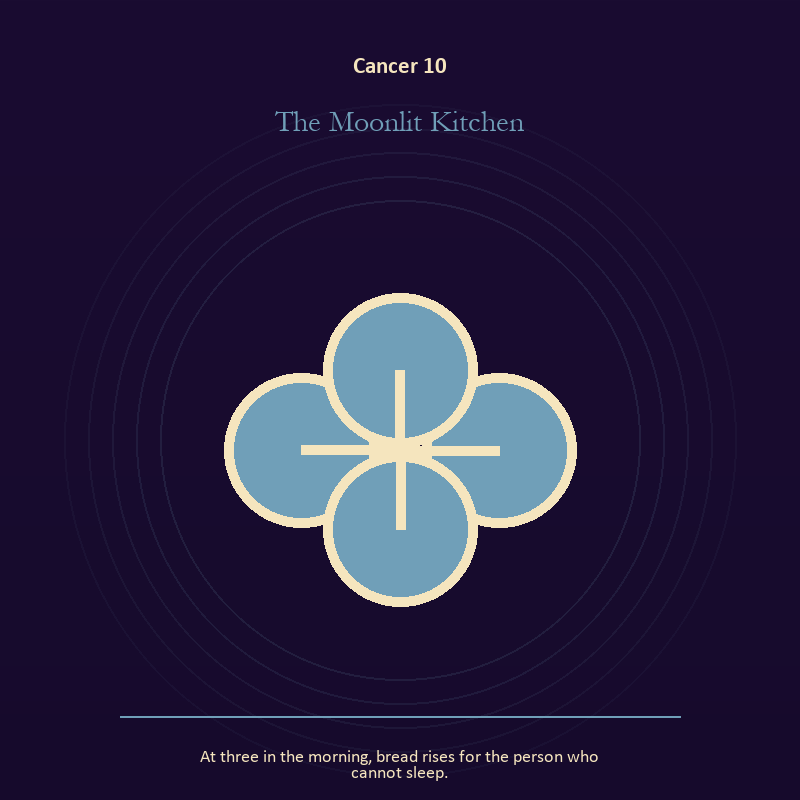 Cancer 10
The Moonlit Kitchen
At three in the morning, bread rises for the person who
cannot sleep.